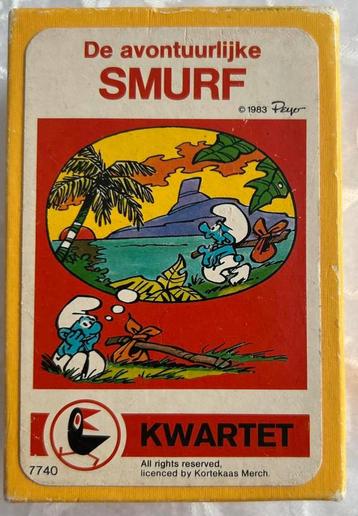 De avontuurlijke
SMURF
© 1983 Peyo
KWARTET
7740
All rights reserved,
licenced by Kortekaas Merch.